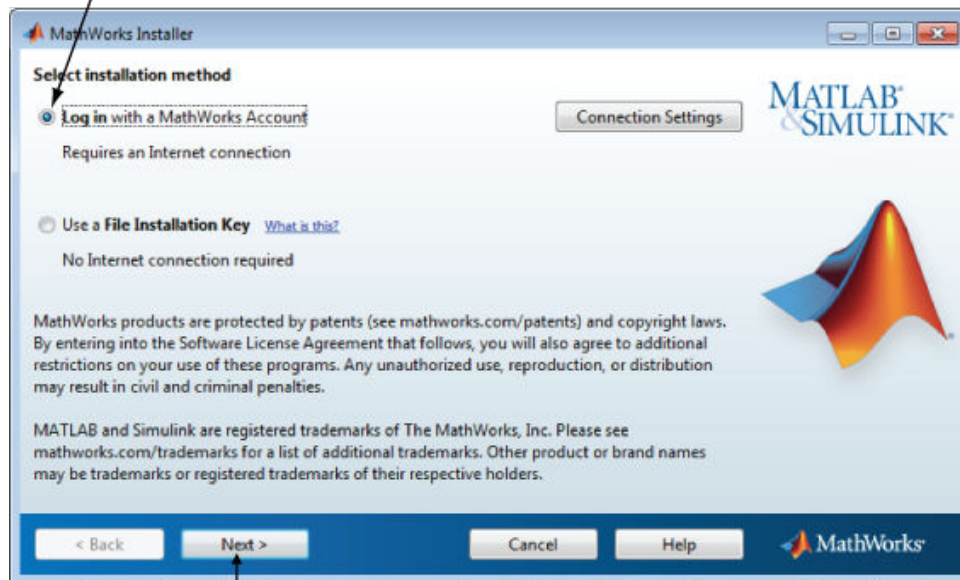 MathWorks Installer
Select installation method
Log in with a MathWorks Account
Connection Settings
MATLAB®
&SIMULINK®
Requires an Internet connection
Use a File Installation Key What is this?
No Internet connection required
MathWorks products are protected by patents (see mathworks.com/patents) and copyright laws.
By entering into the Software License Agreement that follows, you will also agree to additional
restrictions on your use of these programs. Any unauthorized use, reproduction, or distribution
may result in civil and criminal penalties.
MATLAB and Simulink are registered trademarks of The MathWorks, Inc. Please see
mathworks.com/trademarks for a list of additional trademarks. Other product or brand names
may be trademarks or registered trademarks of their respective holders.
< Back
Next >
Cancel
Help
MathWorks®